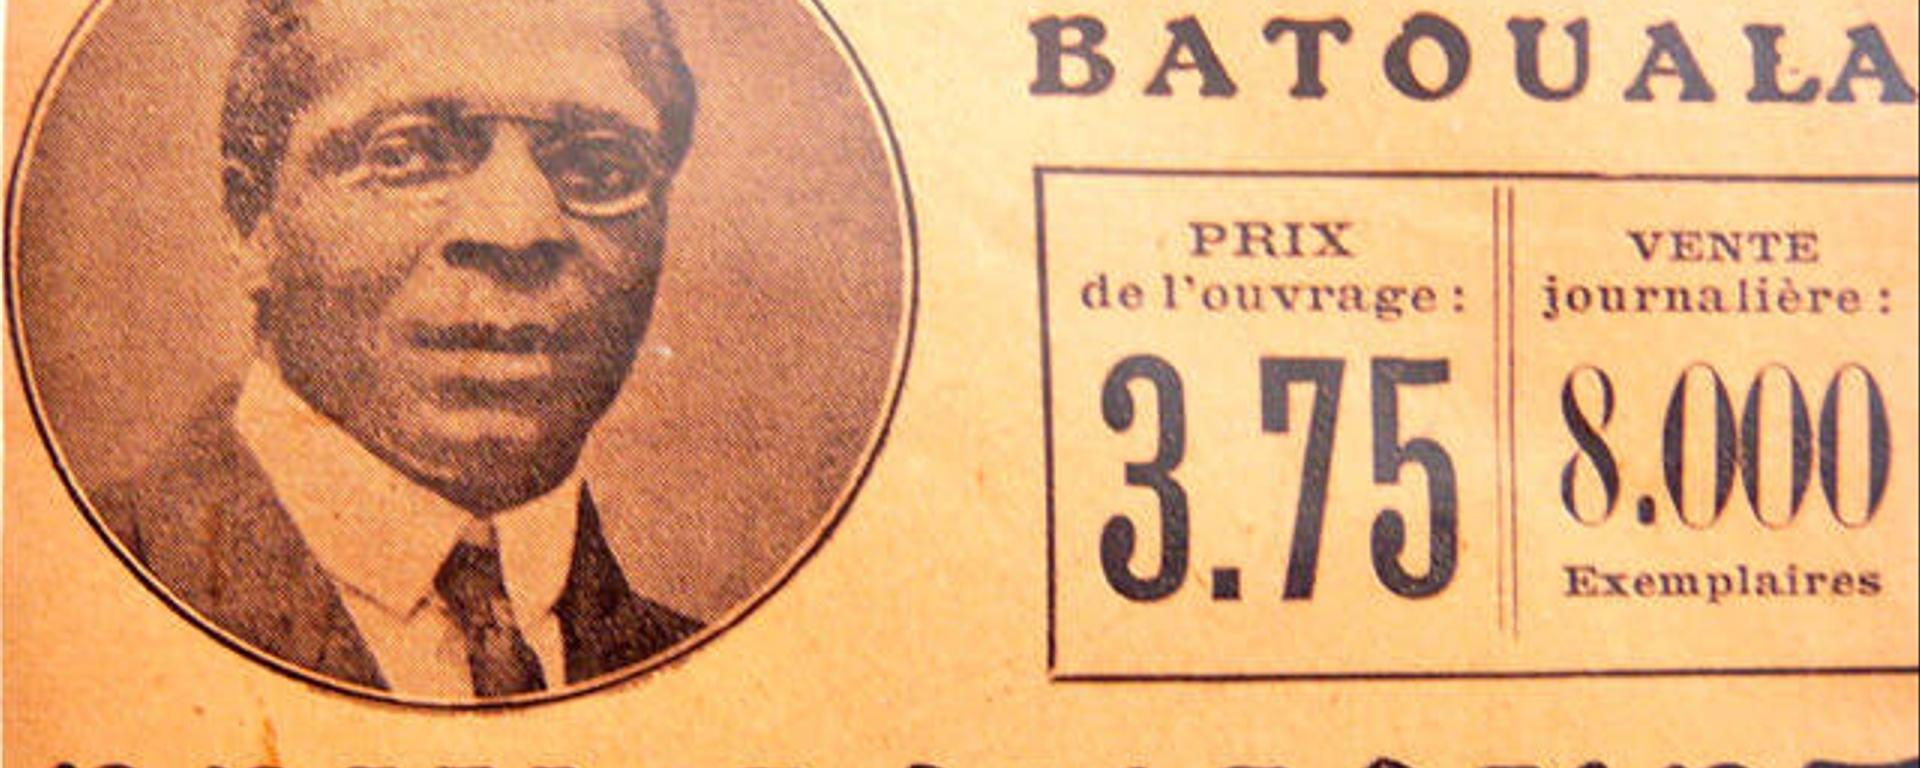 BATOUALA
PRIX
de l'ouvrage :
3.75
VENTE
journalière :
8.000
Exemplaires